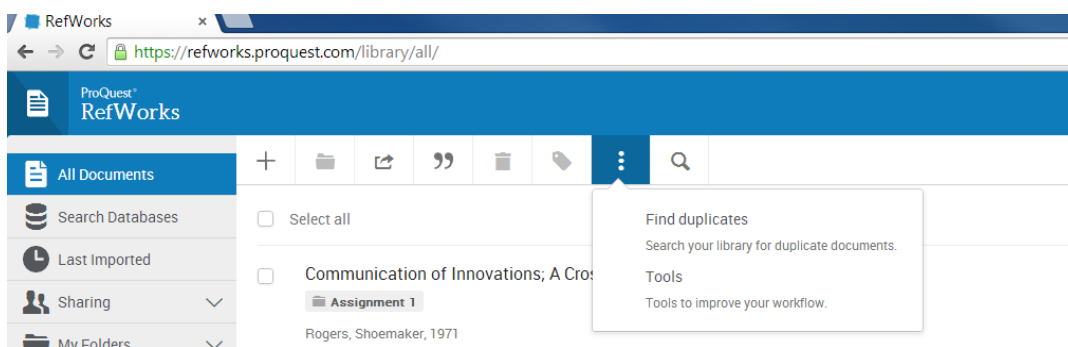 RefWorks
https://refworks.proquest.com/library/all/
ProQuest®
RefWorks
All Documents
Search Databases
Last Imported
Sharing
My Folders
Select all
Communication of Innovations; A Cros
Assignment 1
Rogers, Shoemaker, 1971
Find duplicates
Search your library for duplicate documents.
Tools
Tools to improve your workflow.